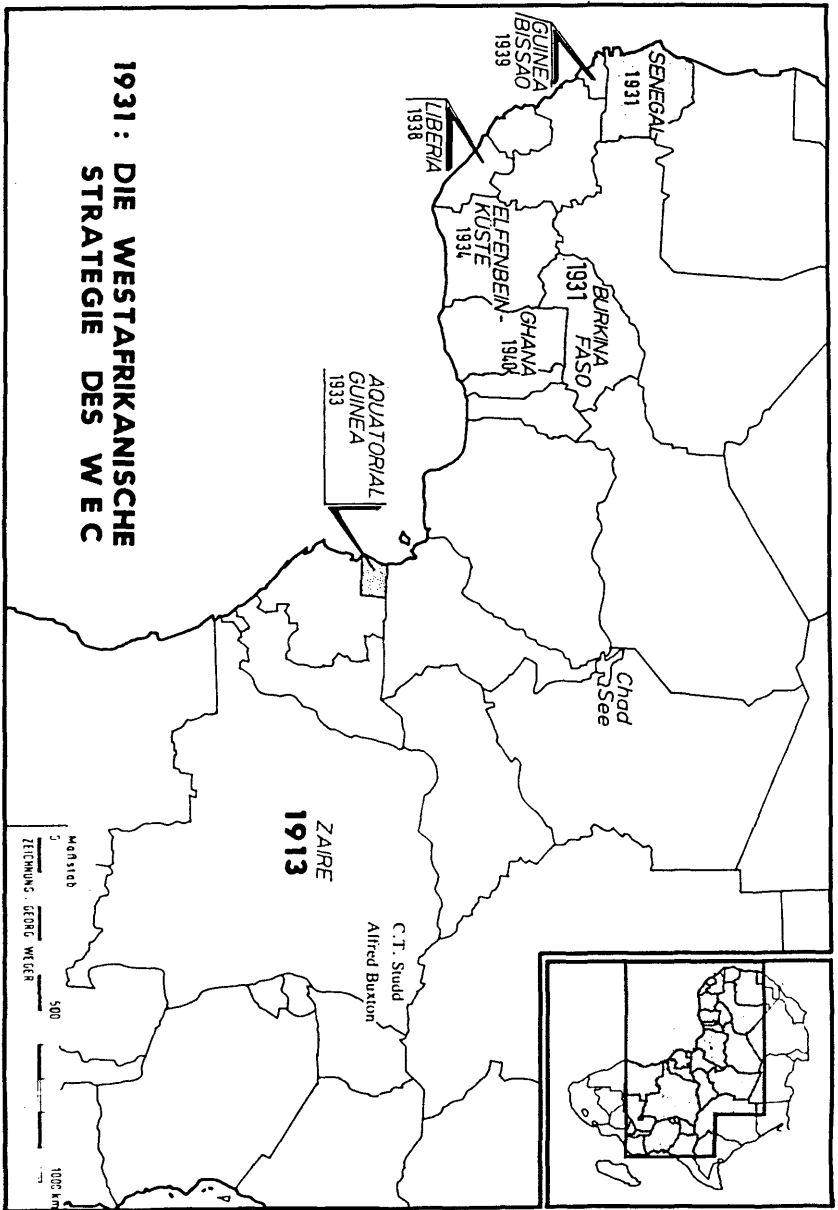 SENEGAL
1931
GUINEA
BISSAO
1939
LIBERIA
1938
BURKINA
FASO
1931
ELFENBEIN-
KÜSTE
1934
GHANA
1940
AQUATORIAL
GUINEA
1933
Chad
See
ZAIRE
1913
C.T. Studd
Alfred Buxton
1931: DIE WESTAFRIKANISCHE
STRATEGIE DES WEC
Maßstab
0 500 1000 km
ZEICHNUNG: GEORG WEGER